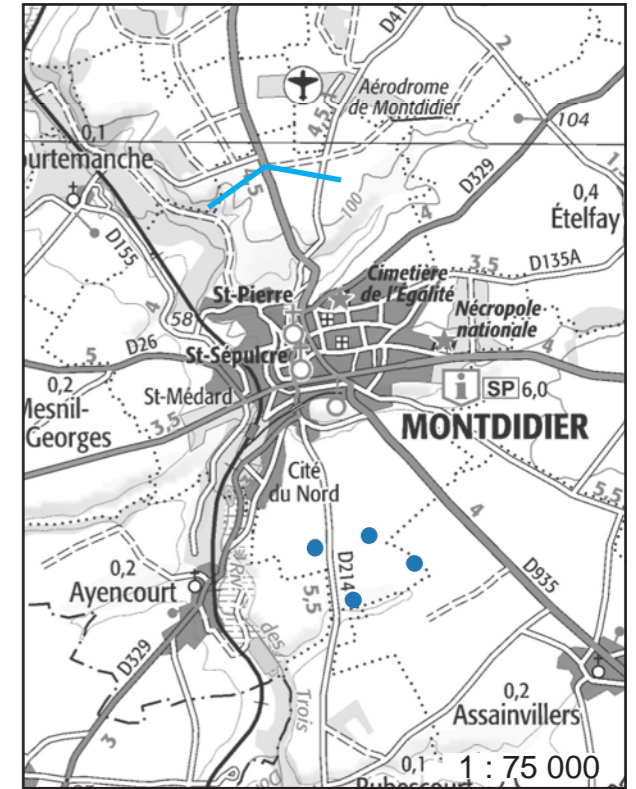 D41
2
Aérodrome
de Montdidier
4,5
104
0,1
ourtemanche
4,5
D329
1
100
0,4
Ételfay
4
D155
3,5
D135A
Cimetière
de l'Égalité
St-Pierre
4
58
Nécropole
nationale
5
D26
St-Sépulcre
4
0,2
Mesnil-
Georges
St-Médard
i
SP 6,0
3,5
MONTDIDIER
Cité
du Nord
5,5
4
0,2
Ayencourt
D214
5,5
D935
Riv
des
Trois
D329
3
0,2
Assainvillers
0,1
1 : 75 000